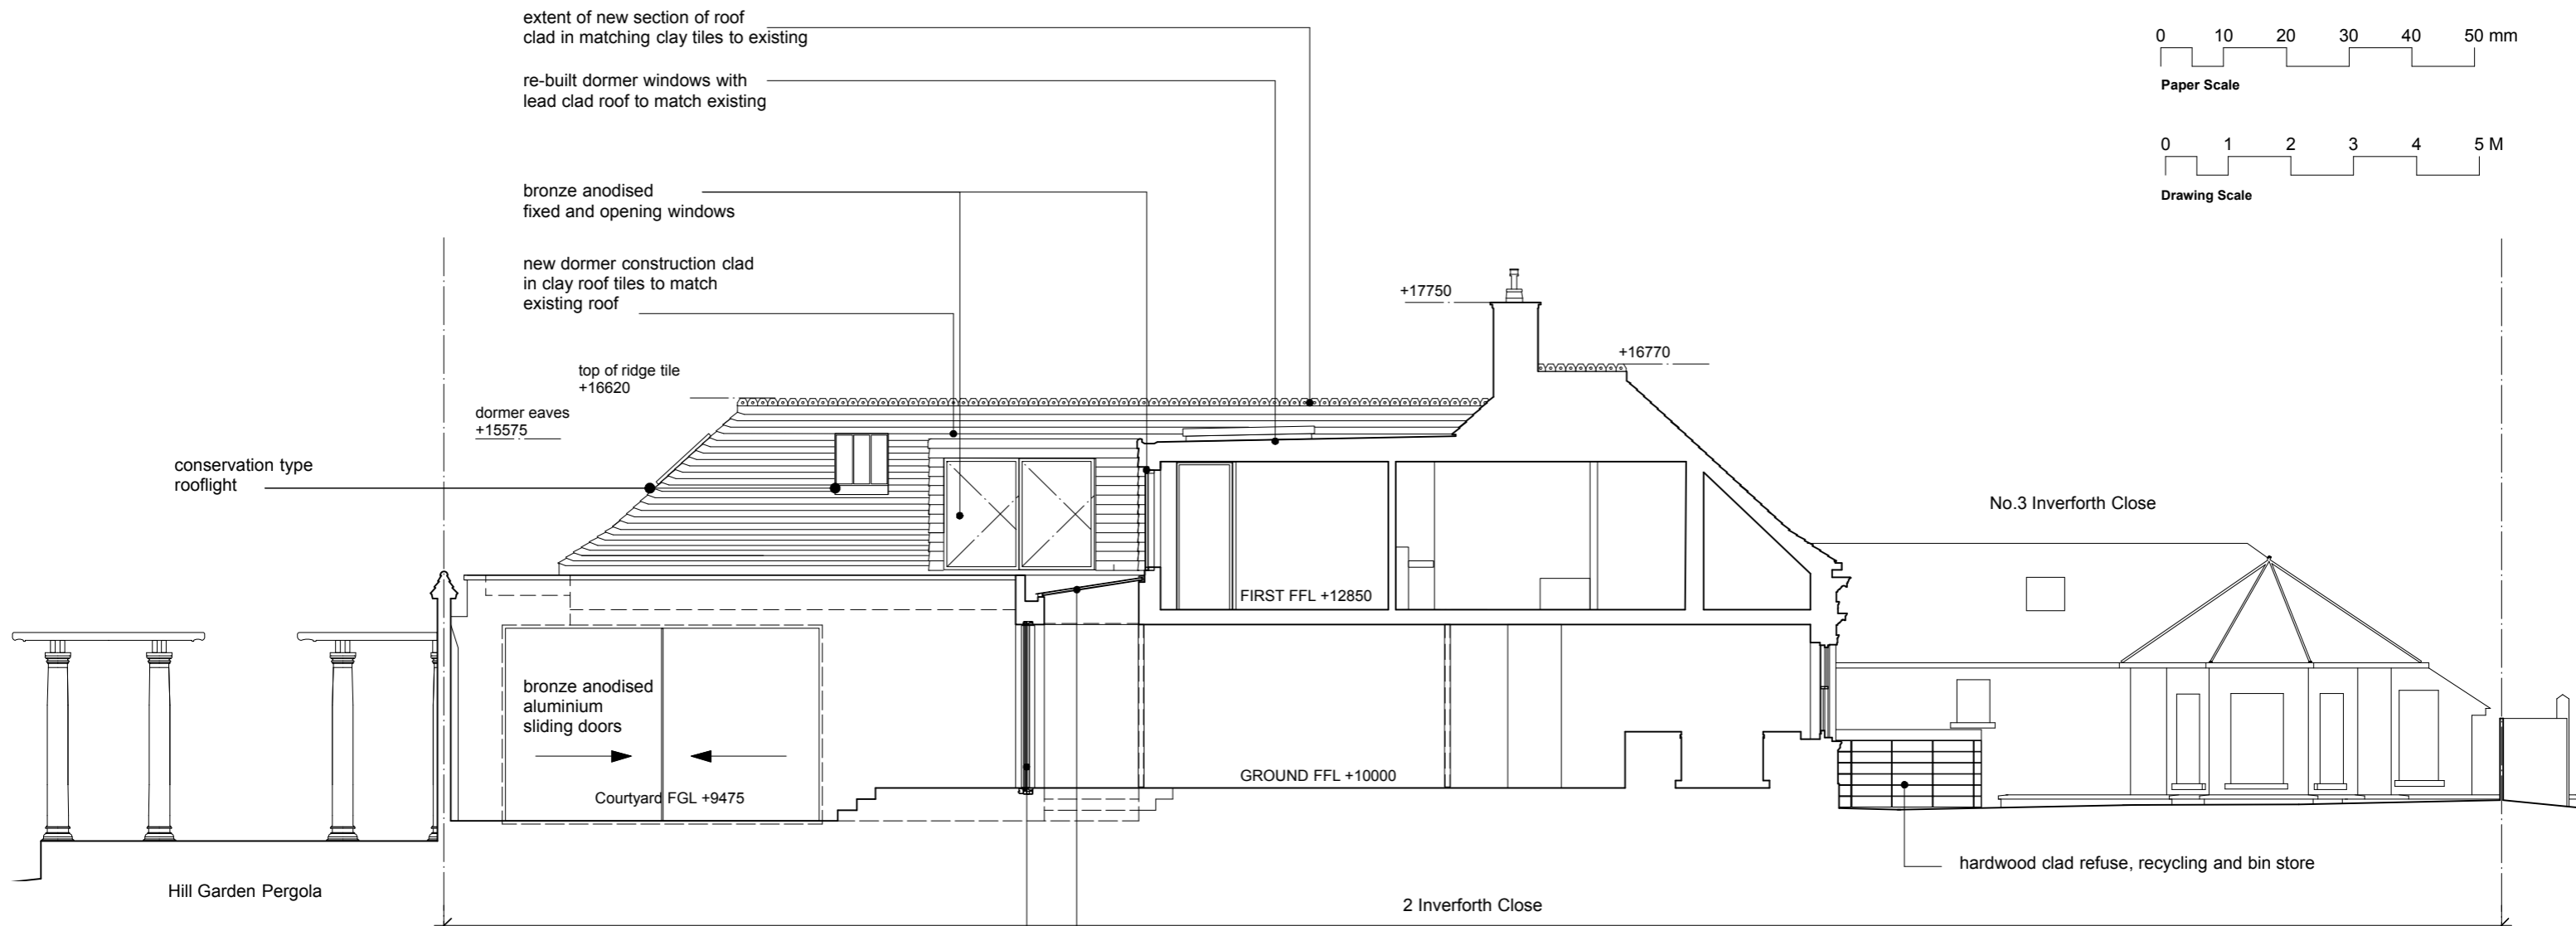 extent of new section of roof
clad in matching clay tiles to existing
re-built dormer windows with
lead clad roof to match existing
bronze anodised
fixed and opening windows
new dormer construction clad
in clay roof tiles to match
existing roof
0 10 20 30 40 50 mm
Paper Scale
0 1 2 3 4 5 M
Drawing Scale
+17750
+16770
top of ridge tile
+16620
dormer eaves
+15575
conservation type
rooflight
No.3 Inverforth Close
FIRST FFL +12850
bronze anodised
aluminium
sliding doors
GROUND FFL +10000
Courtyard FGL +9475
hardwood clad refuse, recycling and bin store
Hill Garden Pergola
2 Inverforth Close